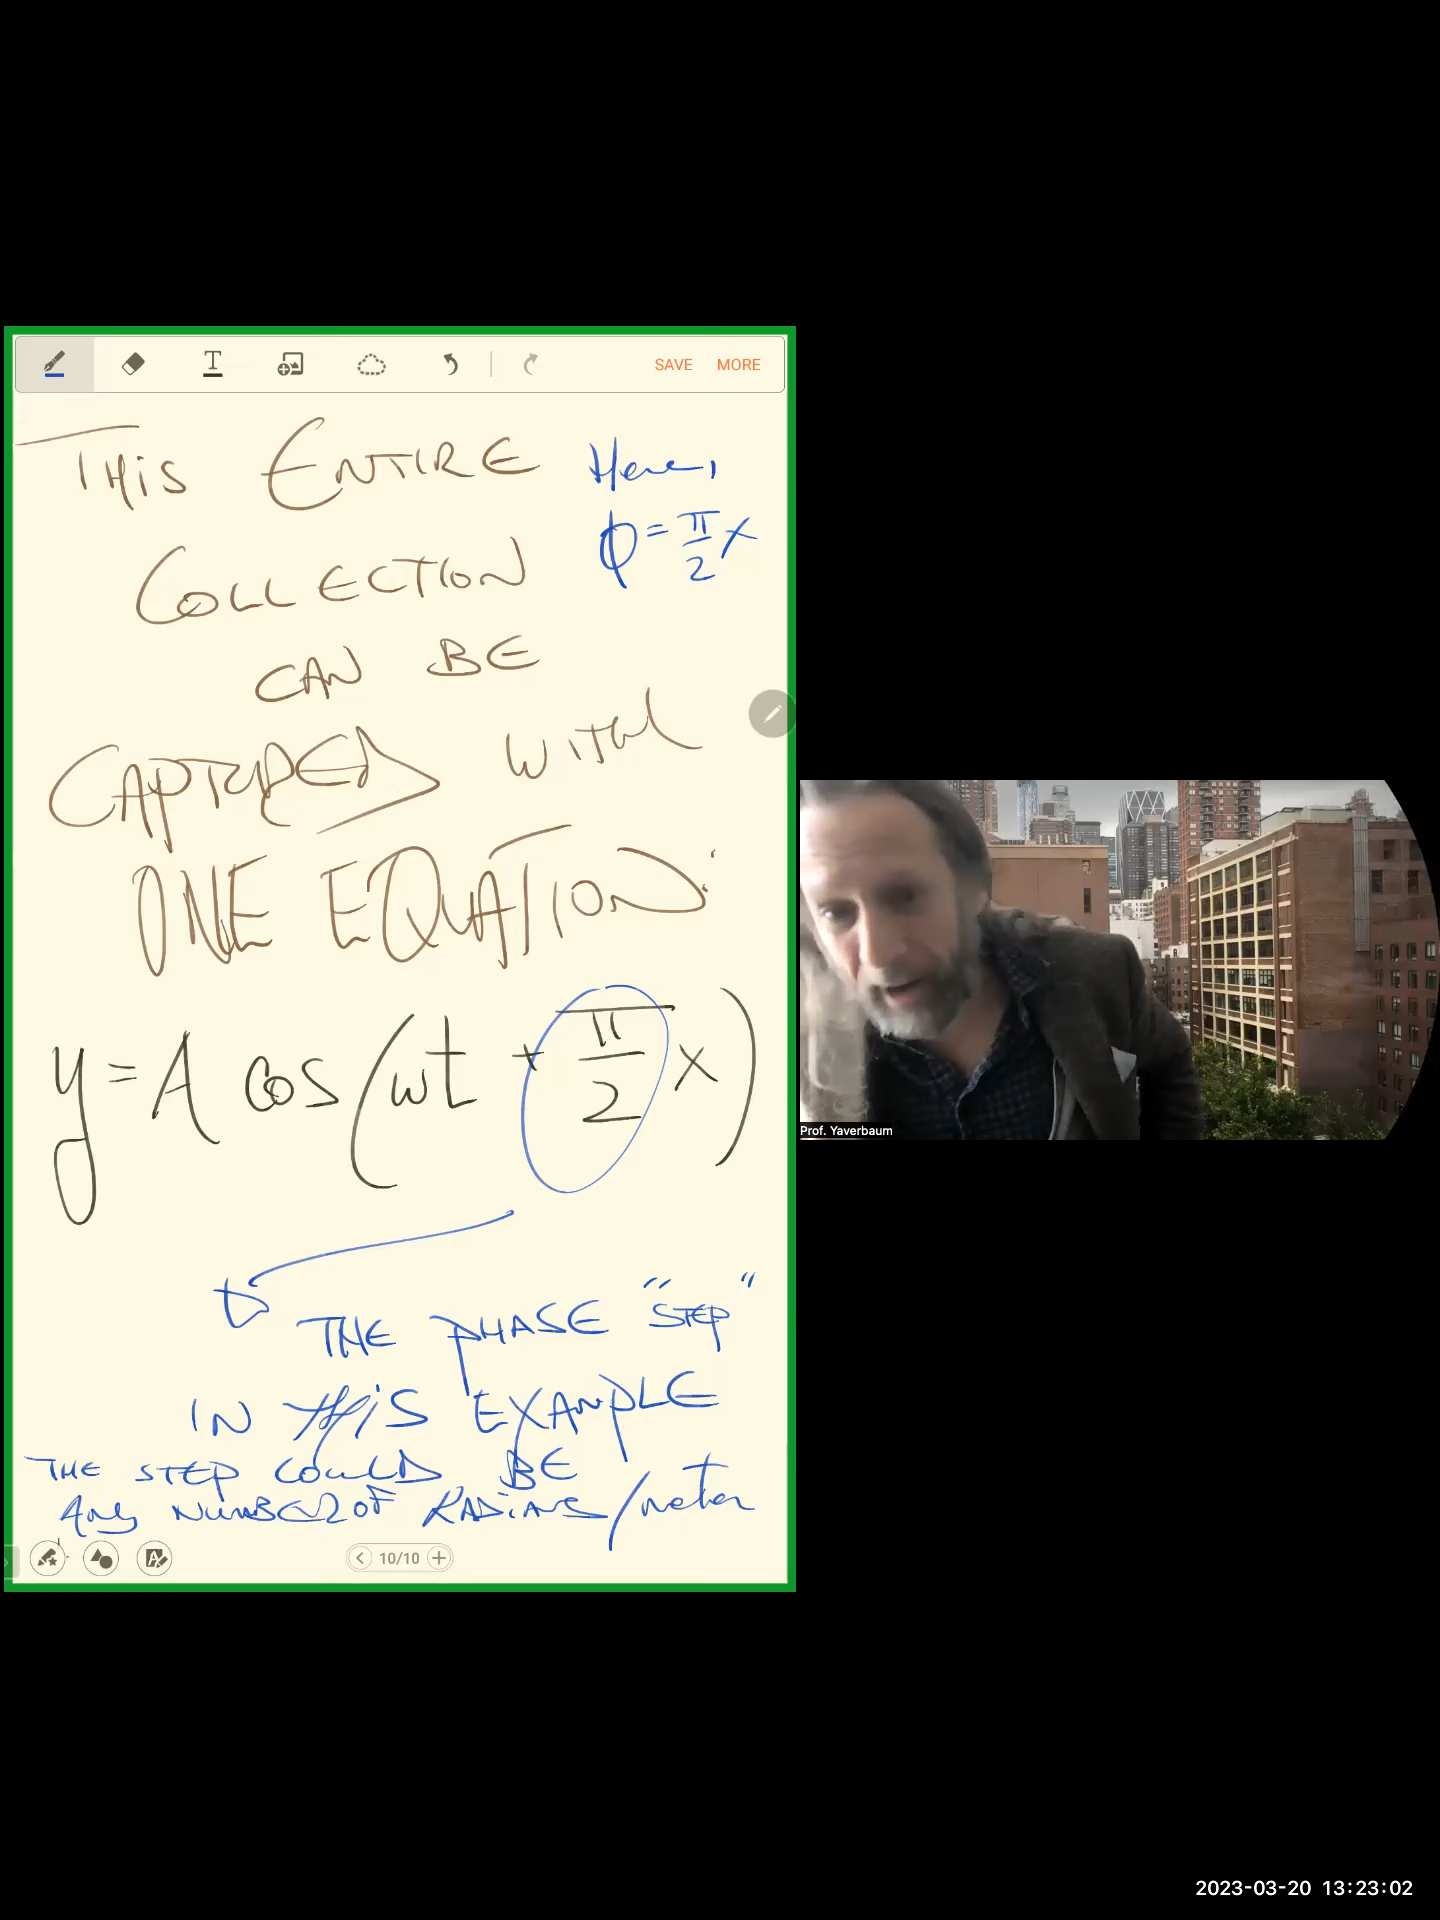 SAVE MORE
THIS ENTIRE
COLLECTION
CAN BE
CAPTURED WITH
ONE EQUATION:
Here,
ϕ = π/2 x
y = A cos(ωt + π/2 x)
THE PHASE "STEP"
IN THIS EXAMPLE
THE STEP COULD BE
ANY NUMBER OF RADIANS/meter
10/10
Prof. Yaverbaum
2023-03-20 13:23:02